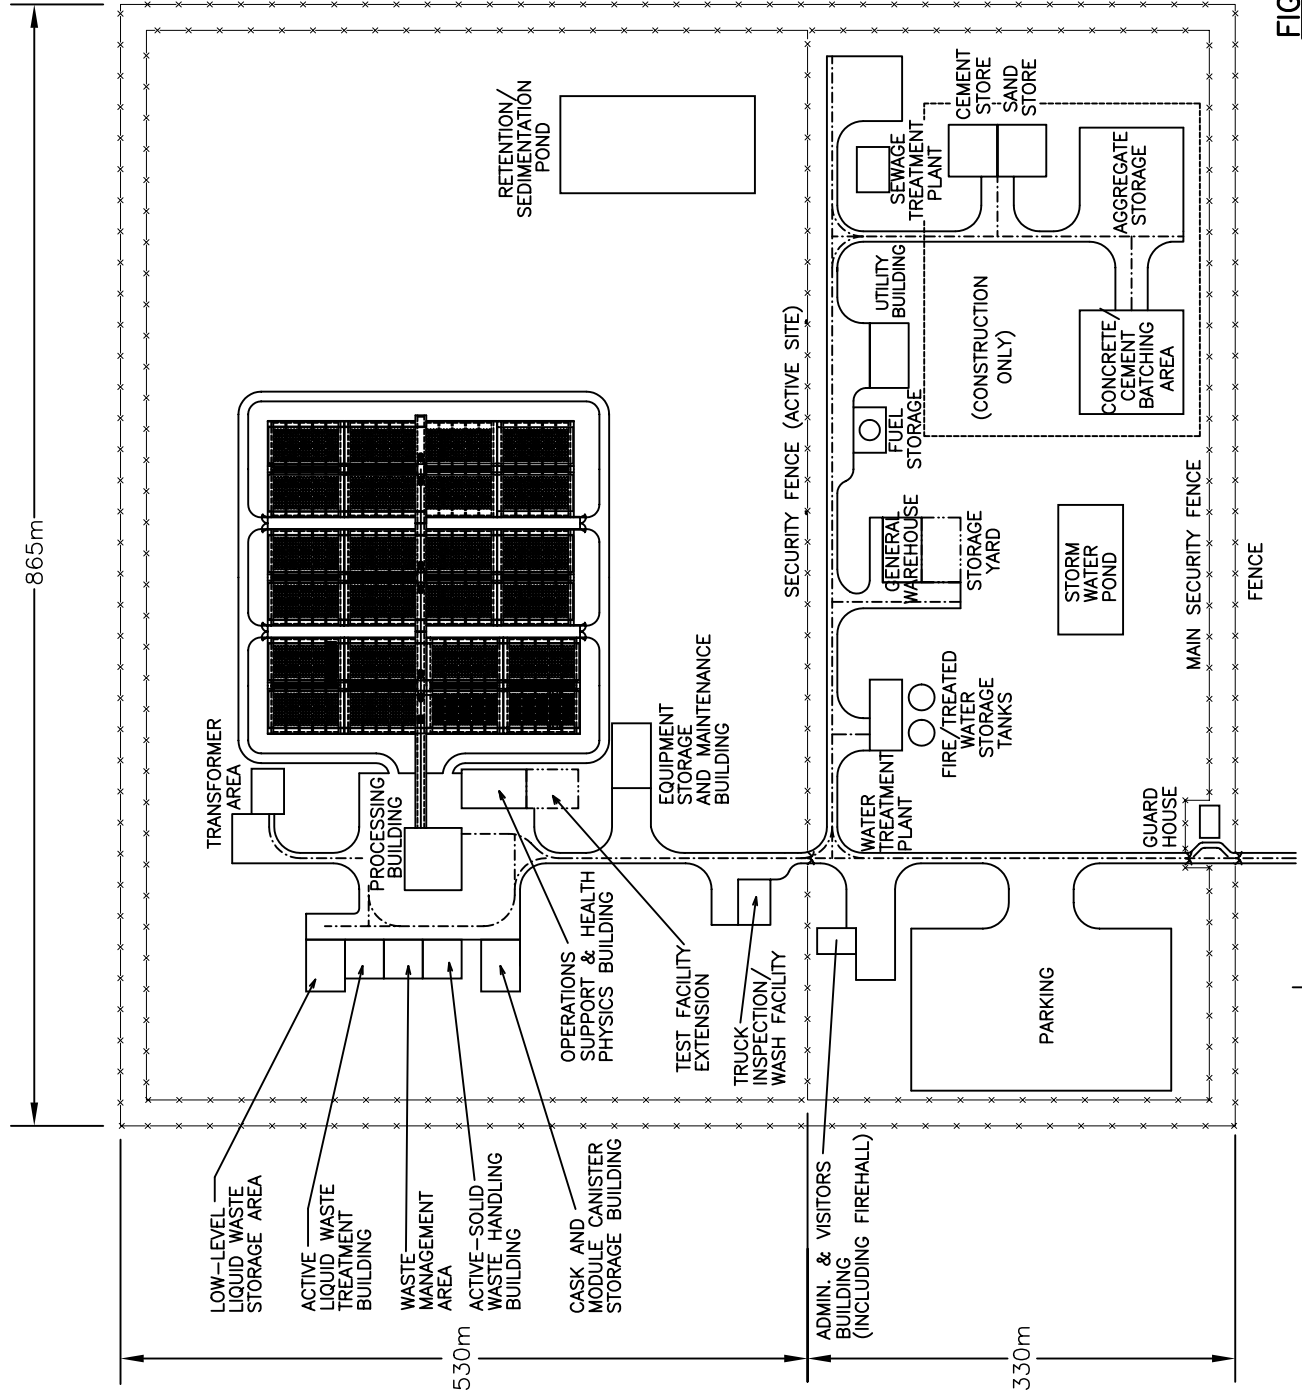 865m
FIG
RETENTION/
SEDIMENTATION
POND
CEMENT
STORE
SAND
STORE
SEWAGE
TREATMENT
PLANT
AGGREGATE
STORAGE
UTILITY
BUILDING
(CONSTRUCTION
ONLY)
CONCRETE/
CEMENT
BATCHING
AREA
SECURITY FENCE (ACTIVE SITE)
FUEL
STORAGE
GENERAL
WAREHOUSE
STORAGE
YARD
STORM
WATER
POND
MAIN SECURITY FENCE
FENCE
TRANSFORMER
AREA
PROCESSING
BUILDING
EQUIPMENT
STORAGE
AND MAINTENANCE
BUILDING
FIRE/TREATED
WATER
STORAGE
TANKS
WATER
TREATMENT
PLANT
GUARD
HOUSE
OPERATIONS
SUPPORT & HEALTH
PHYSICS BUILDING
TEST FACILITY
EXTENSION
TRUCK
INSPECTION/
WASH FACILITY
PARKING
LOW-LEVEL
LIQUID WASTE
STORAGE AREA
ACTIVE
LIQUID WASTE
TREATMENT
BUILDING
WASTE
MANAGEMENT
AREA
ACTIVE-SOLID
WASTE HANDLING
BUILDING
CASK AND
MODULE CANISTER
STORAGE BUILDING
ADMIN. & VISITORS
BUILDING
(INCLUDING FIREHALL)
530m
330m